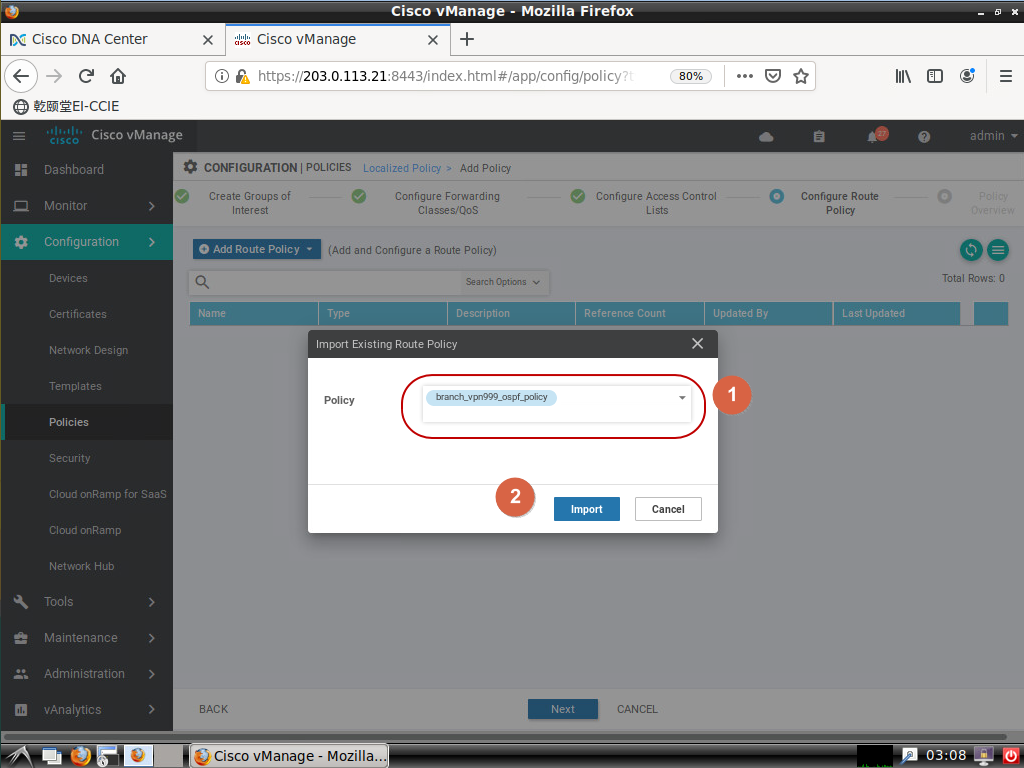 Cisco vManage - Mozilla Firefox
Cisco DNA Center
Cisco vManage
https://203.0.113.21:8443/index.html#/app/config/policy?t
80%
乾颐堂EI-CCIE
cisco
Cisco vManage
27
admin
Dashboard
Monitor
Configuration
Devices
Certificates
Network Design
Templates
Policies
Security
Cloud onRamp for SaaS
Cloud onRamp
Network Hub
Tools
Maintenance
Administration
vAnalytics
CONFIGURATION | POLICIES
Localized Policy > Add Policy
Create Groups of
Interest
Configure Forwarding
Classes/QoS
Configure Access Control
Lists
Configure Route
Policy
Policy
Overview
Add Route Policy
(Add and Configure a Route Policy)
Search Options
Total Rows: 0
Name
Type
Description
Reference Count
Updated By
Last Updated
Import Existing Route Policy
Policy
branch_vpn999_ospf_policy
1
2
Import
Cancel
BACK
Next
CANCEL
Cisco vManage - Mozilla...
03:08